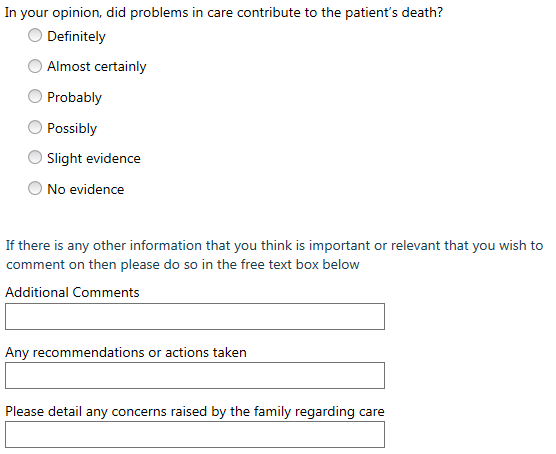 In your opinion, did problems in care contribute to the patient's death?
Definitely
Almost certainly
Probably
Possibly
Slight evidence
No evidence
If there is any other information that you think is important or relevant that you wish to
comment on then please do so in the free text box below
Additional Comments
Any recommendations or actions taken
Please detail any concerns raised by the family regarding care